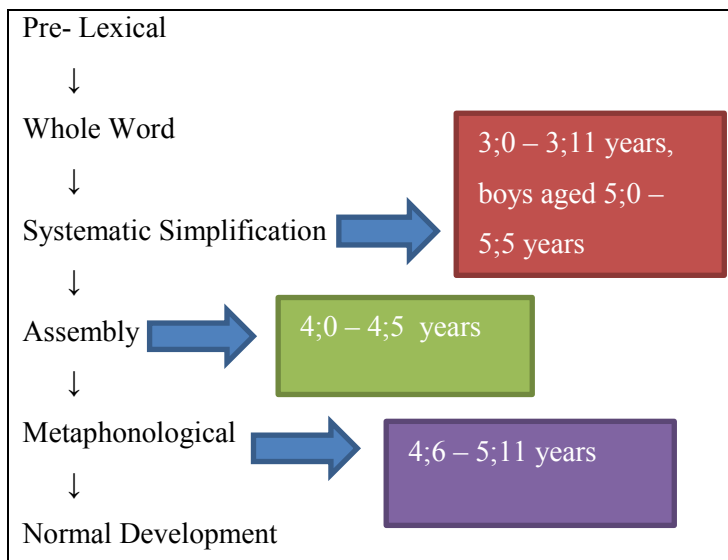 Pre- Lexical
↓
Whole Word
↓
Systematic Simplification
3;0 – 3;11 years,
boys aged 5;0 –
5;5 years
↓
Assembly
4;0 – 4;5 years
↓
Metaphonological
4;6 – 5;11 years
↓
Normal Development